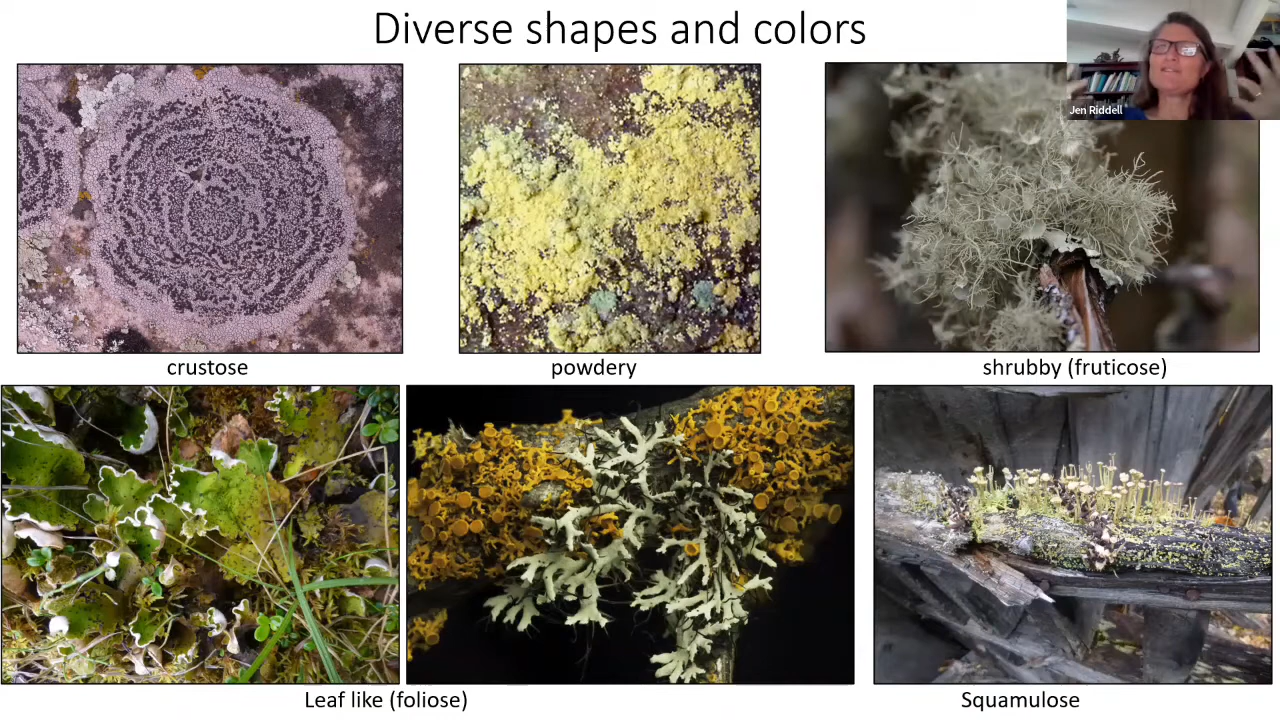 Diverse shapes and colors
Jen Riddell
crustose
powdery
shrubby (fruticose)
Leaf like (foliose)
Squamulose